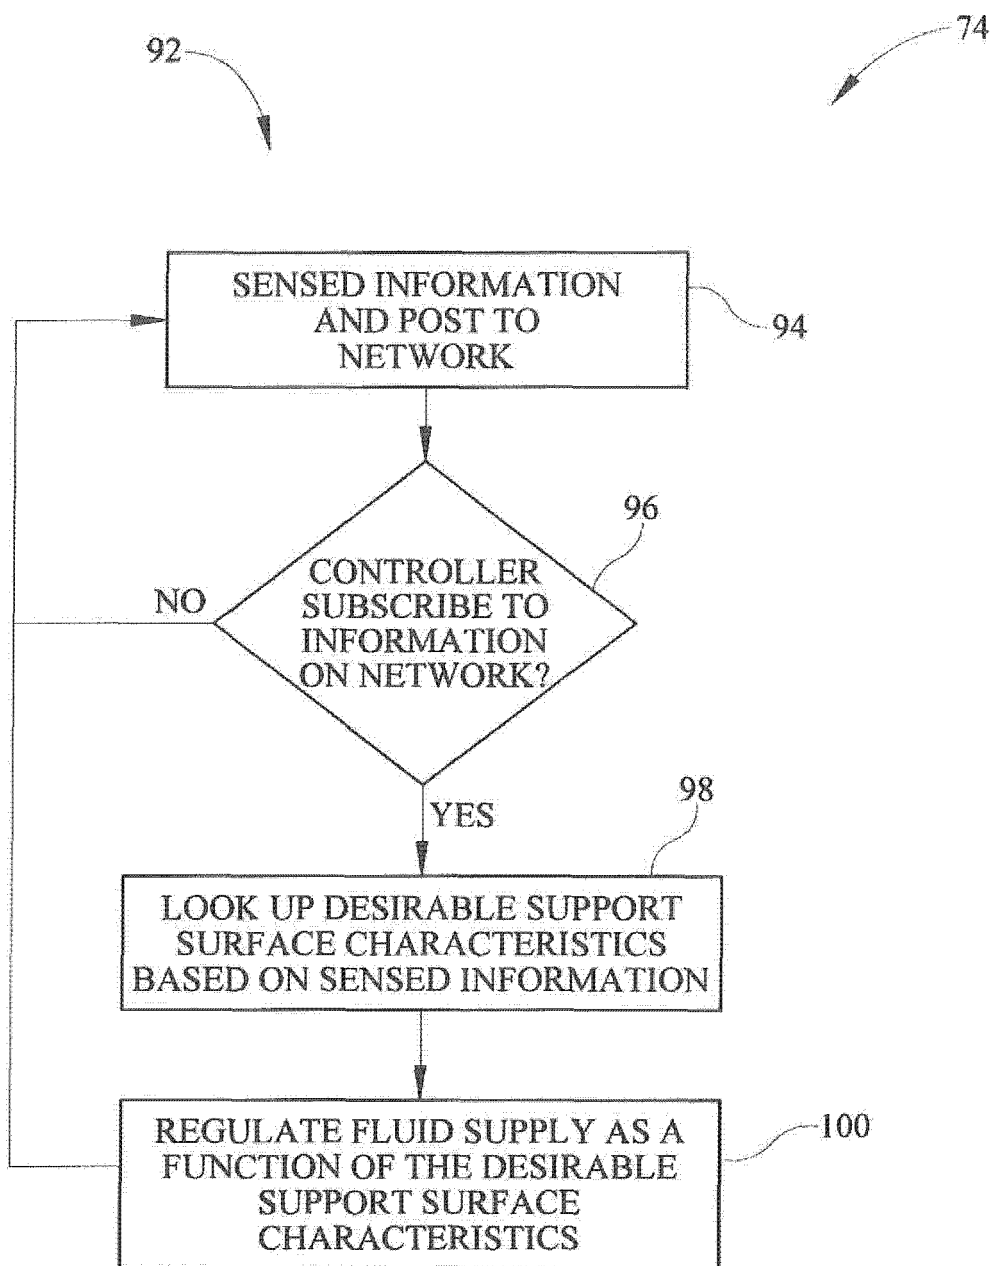 92
74
SENSED INFORMATION
AND POST TO
NETWORK
94
96
CONTROLLER
SUBSCRIBE TO
INFORMATION
ON NETWORK?
NO
YES
98
LOOK UP DESIRABLE SUPPORT
SURFACE CHARACTERISTICS
BASED ON SENSED INFORMATION
REGULATE FLUID SUPPLY AS A
FUNCTION OF THE DESIRABLE
SUPPORT SURFACE
CHARACTERISTICS
100